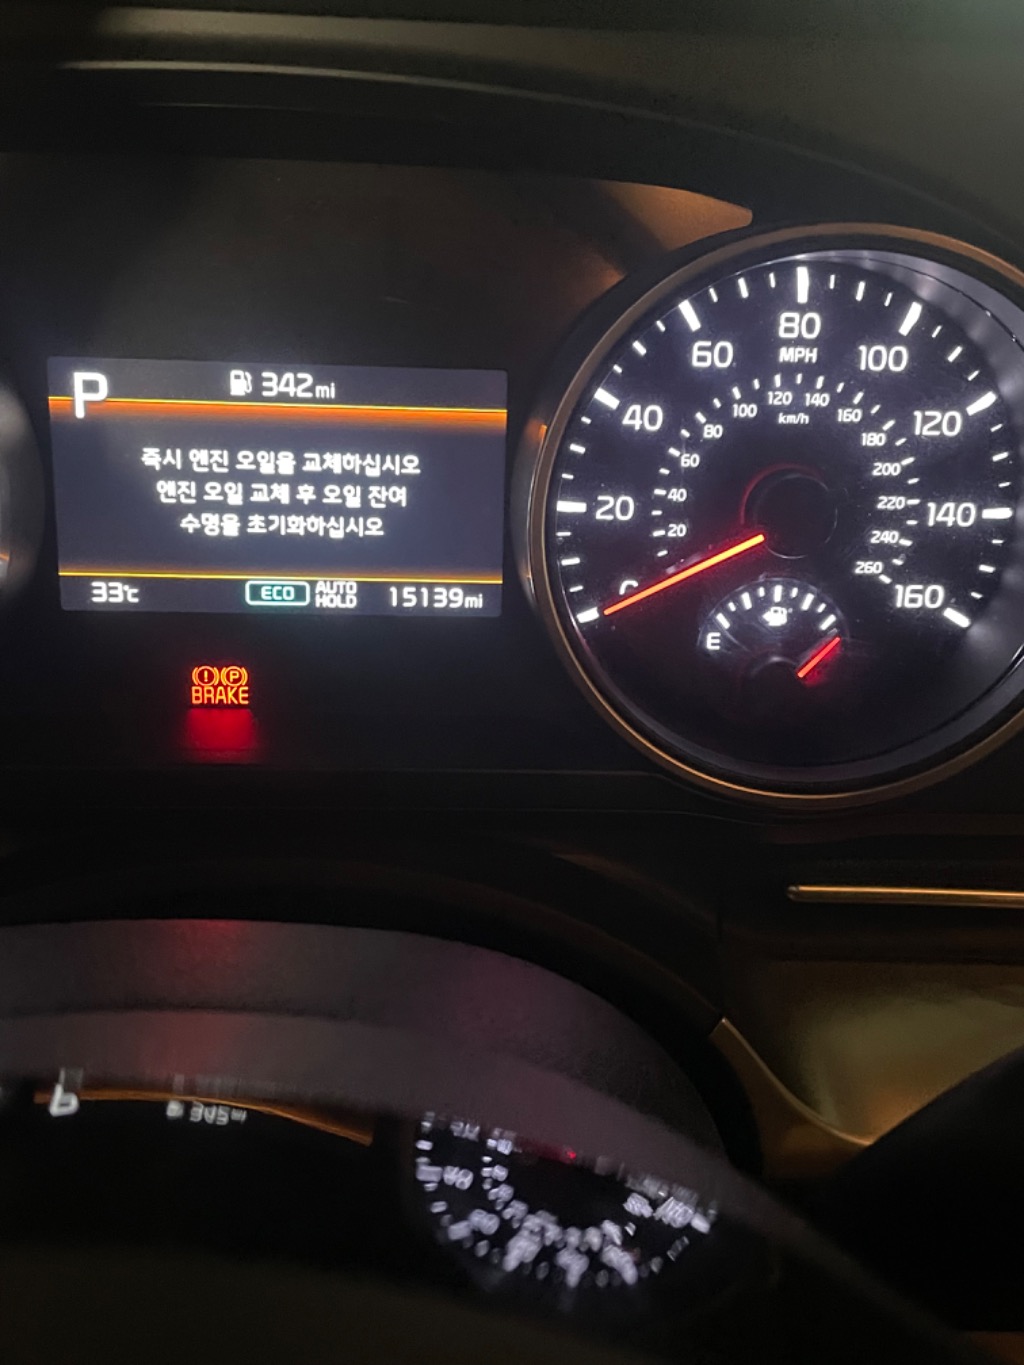 P 342mi
즉시 엔진 오일을 교체하십시오
엔진 오일 교체 후 오일 잔여
수명을 초기화하십시오
33℃ ECO AUTO HOLD 15139mi
(!) (P)
BRAKE
20 40 60 80 100 120 140 160
MPH
20 40 60 80 100 120 140 160 180 200 220 240 260
km/h
E